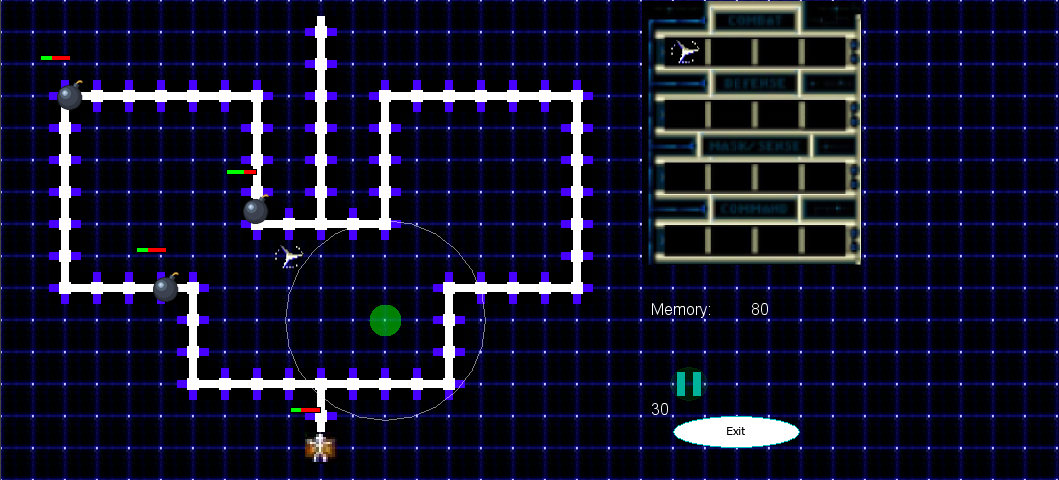 COMBAT
DEFENSE
MASK/SENSE
COMMAND
Memory: 80
30
Exit